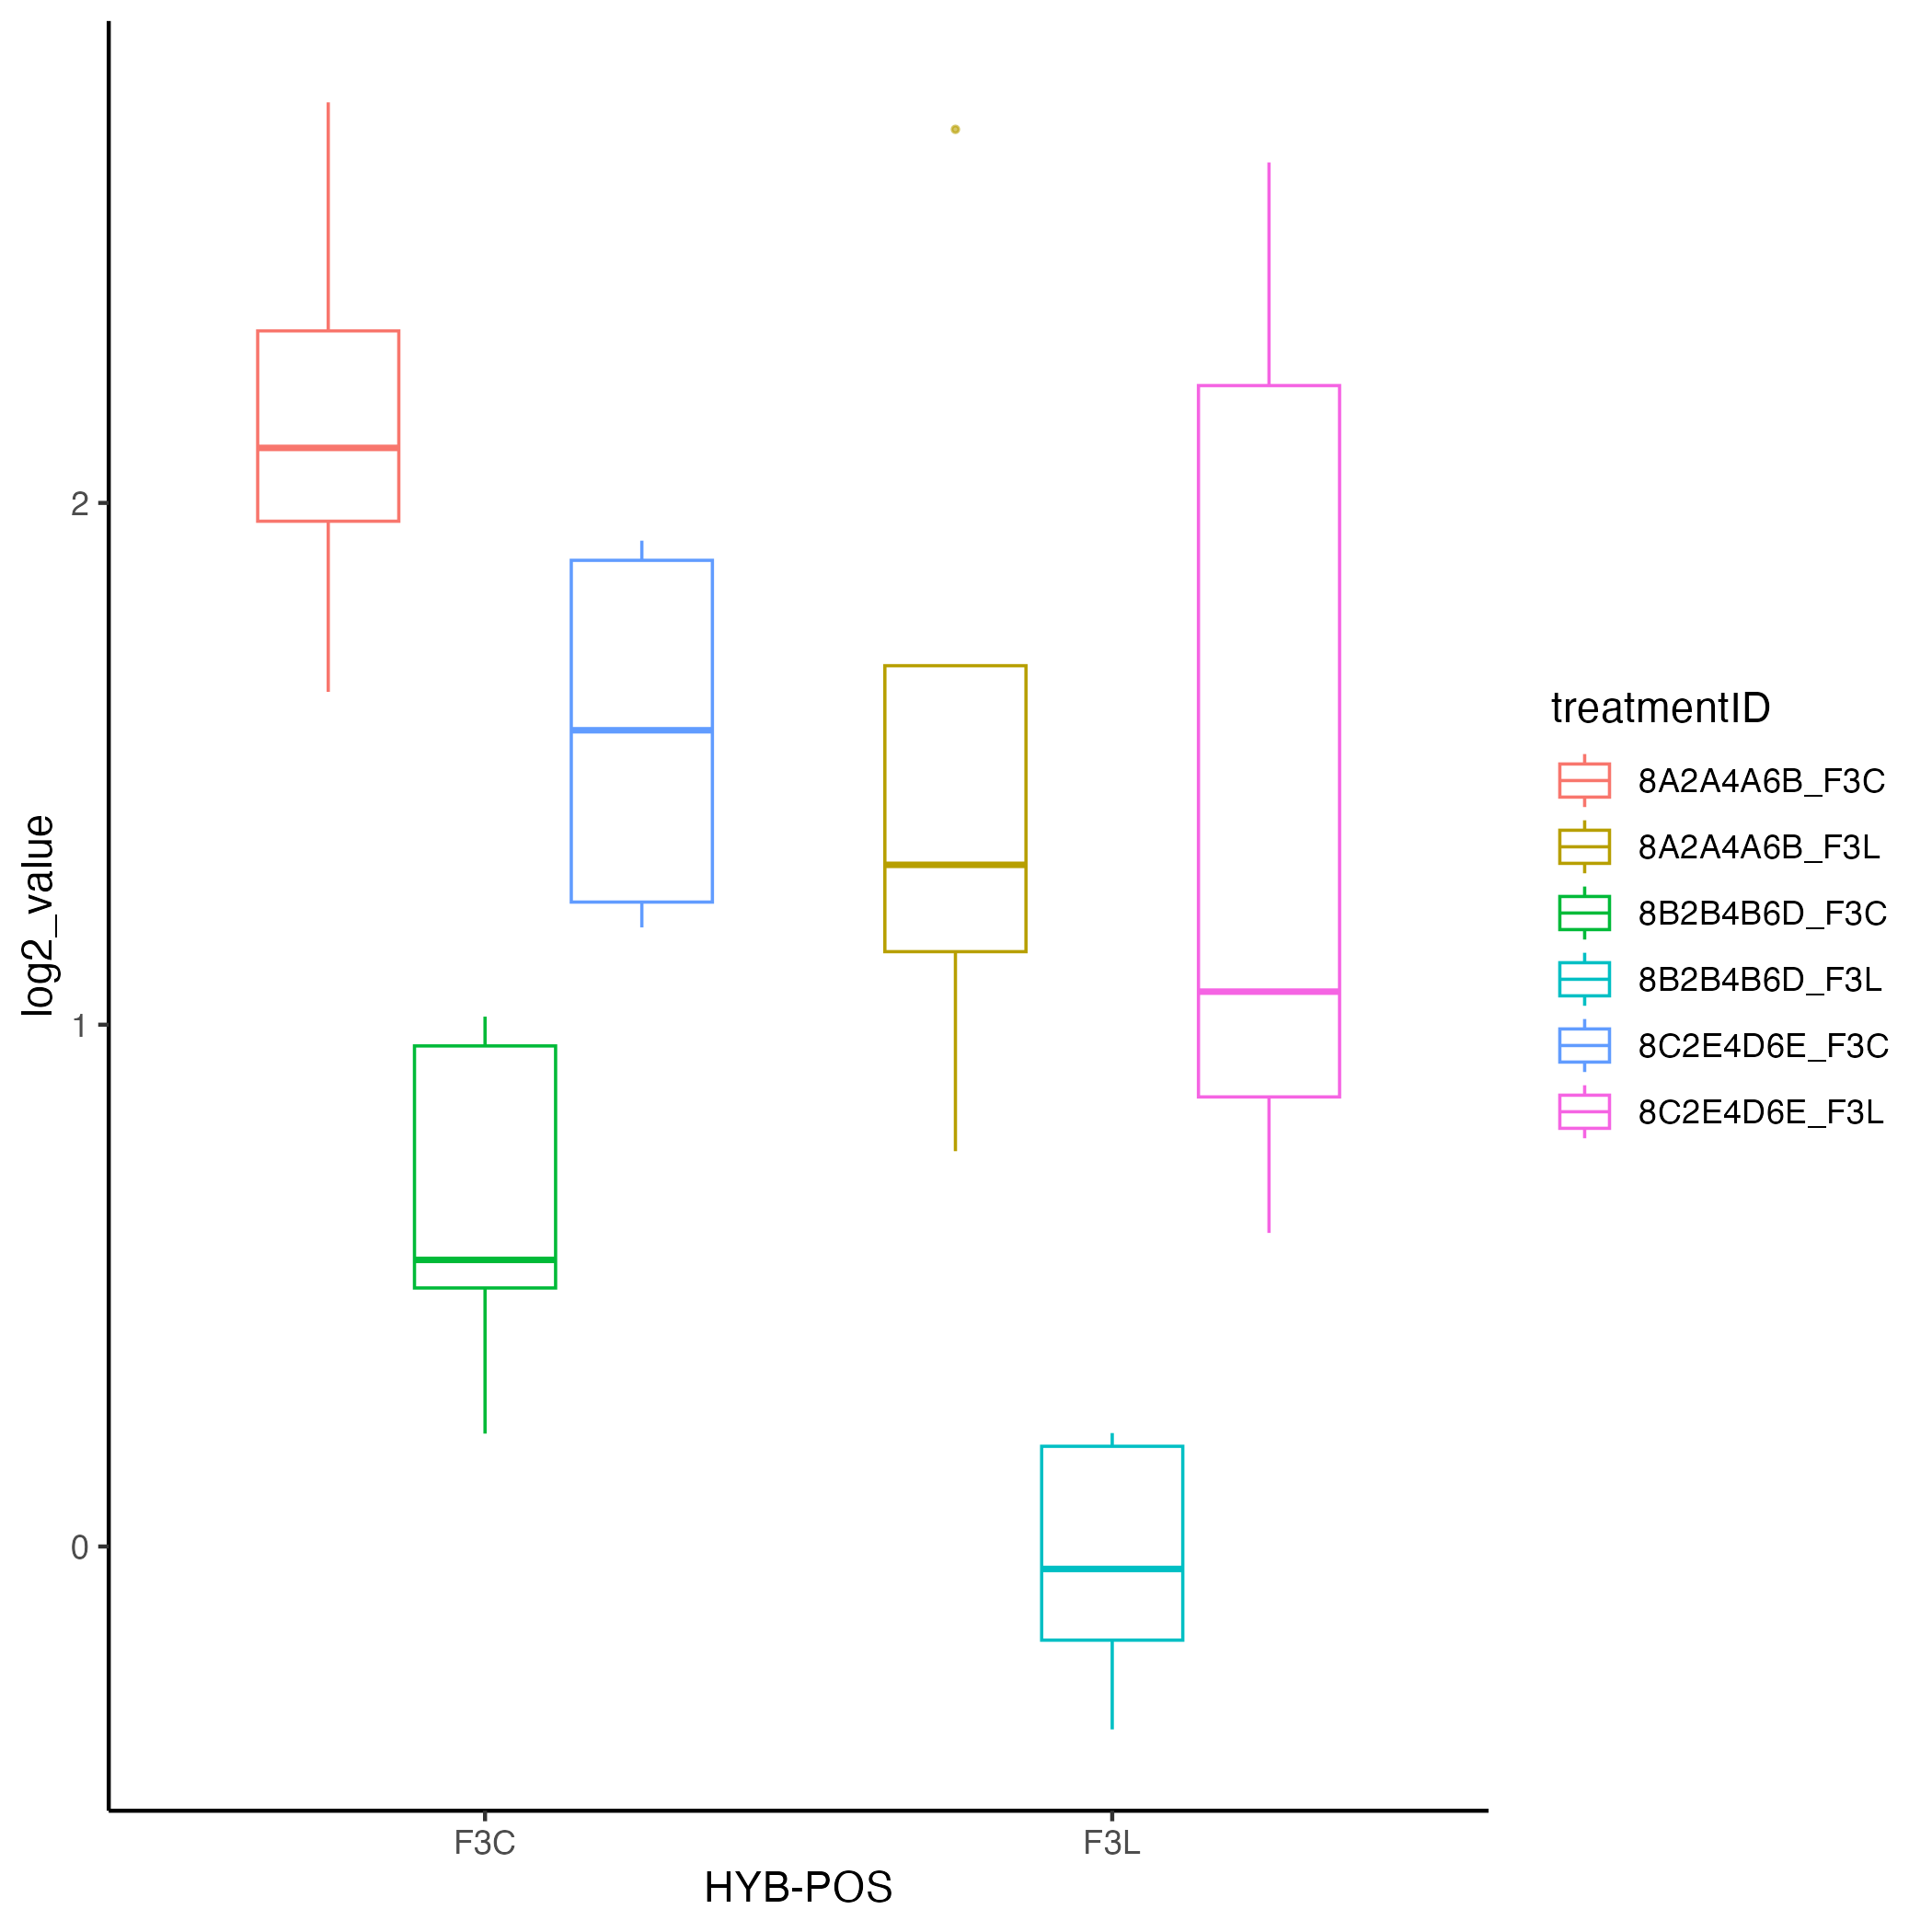 log2_value
2
1
0
F3C
F3L
HYB-POS
treatmentID
8A2A4A6B_F3C
8A2A4A6B_F3L
8B2B4B6D_F3C
8B2B4B6D_F3L
8C2E4D6E_F3C
8C2E4D6E_F3L